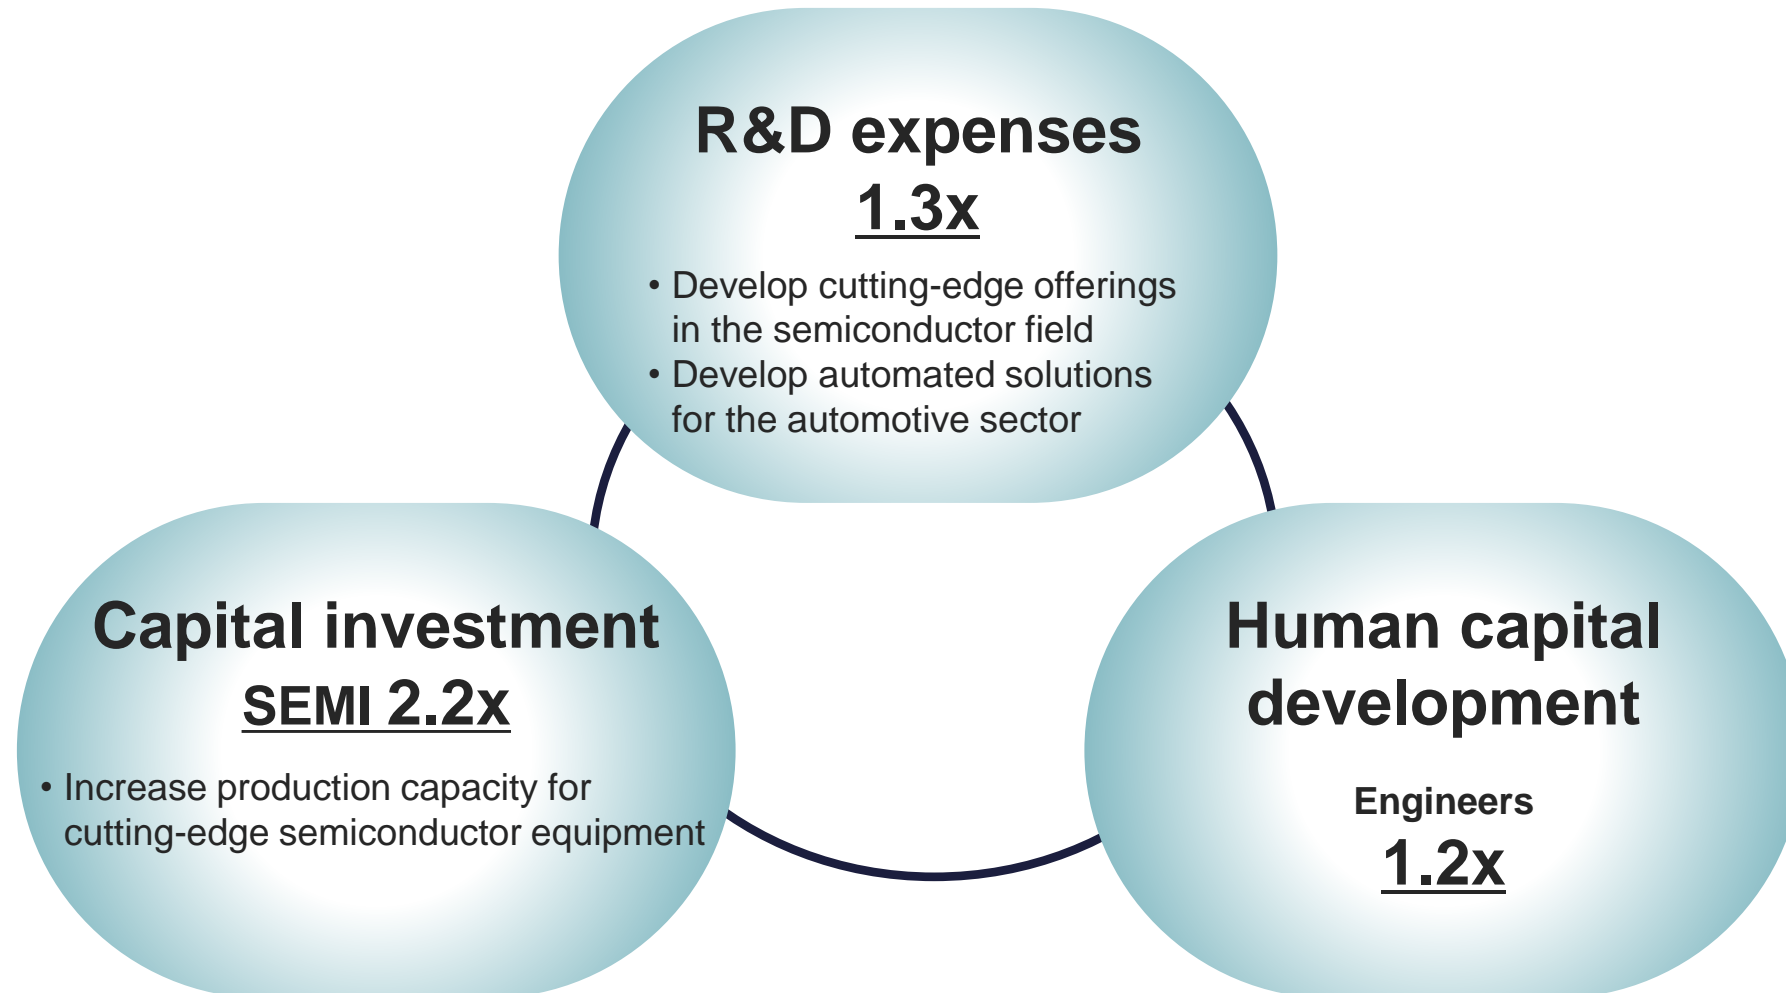 R&D expenses
1.3x
• Develop cutting-edge offerings
in the semiconductor field
• Develop automated solutions
for the automotive sector
Capital investment
SEMI 2.2x
• Increase production capacity for
cutting-edge semiconductor equipment
Human capital
development
Engineers
1.2x